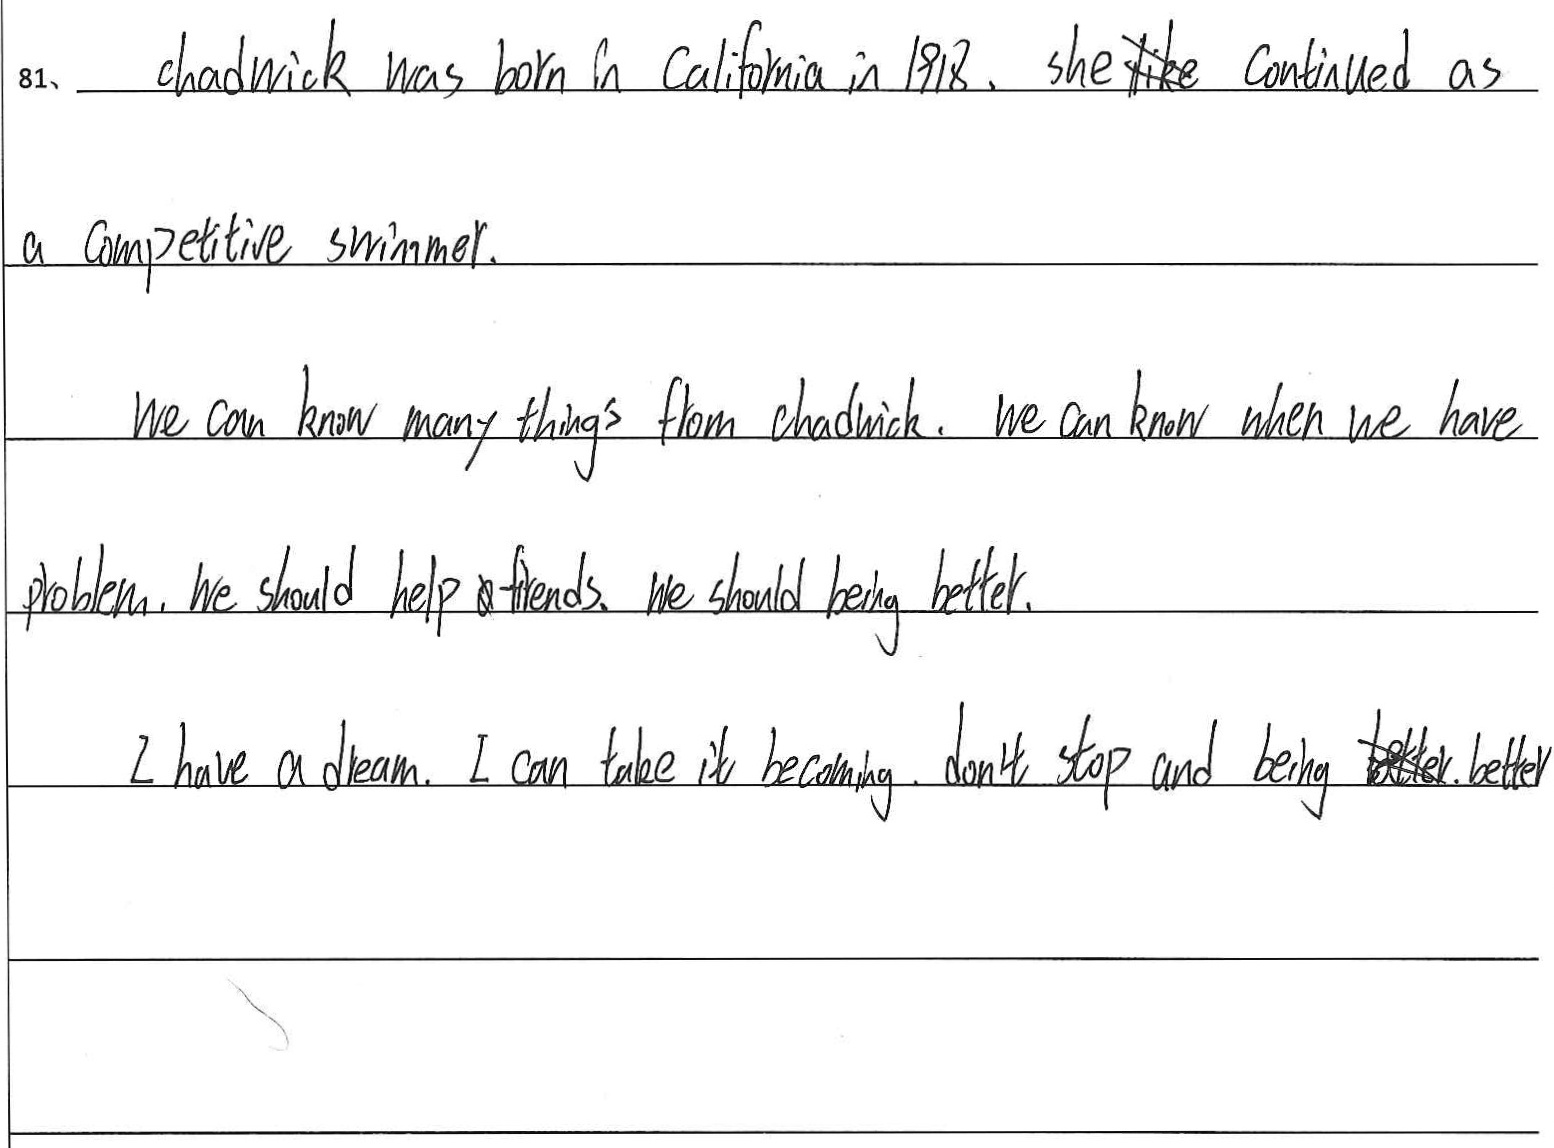 81、 chadwick was born in California in 1918. she continued as
a competitive swimmer.
We can know many things from chadwick. We can know when we have
problem. We should help friends. We should being better.
I have a dream. I can take it becoming. don't stop and being better